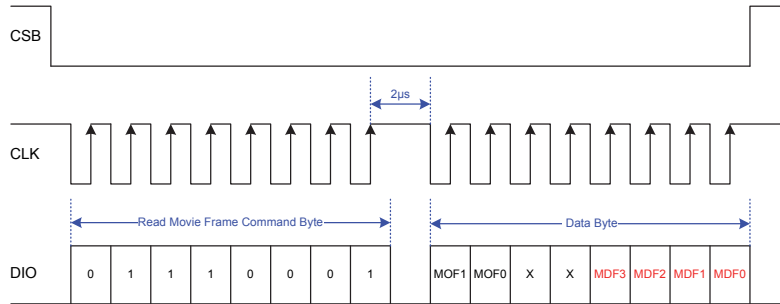 CSB
2µs
CLK
Read Movie Frame Command Byte
Data Byte
DIO 0 1 1 1 0 0 0 1 MOF1 MOF0 X X MDF3 MDF2 MDF1 MDF0